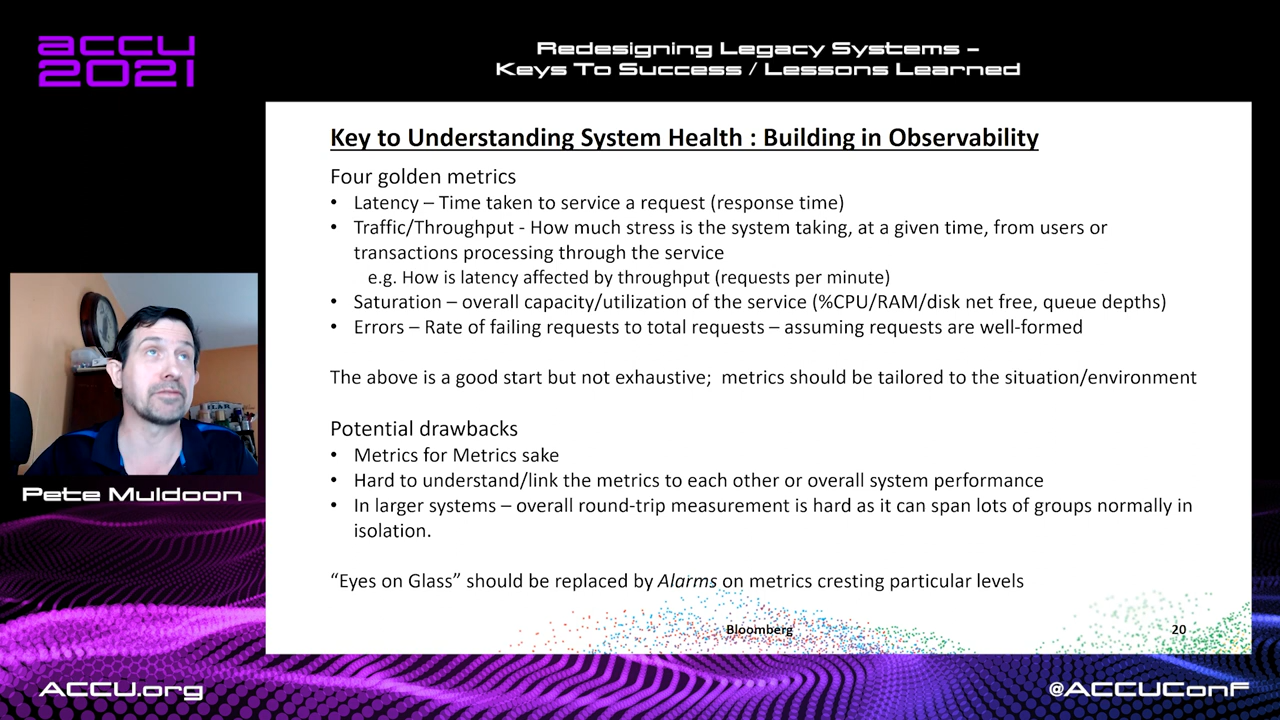 ACCU
2021
Redesigning Legacy Systems –
Keys To Success / Lessons Learned
Key to Understanding System Health : Building in Observability
Four golden metrics
• Latency – Time taken to service a request (response time)
• Traffic/Throughput - How much stress is the system taking, at a given time, from users or
transactions processing through the service
e.g. How is latency affected by throughput (requests per minute)
• Saturation – overall capacity/utilization of the service (%CPU/RAM/disk net free, queue depths)
• Errors – Rate of failing requests to total requests – assuming requests are well-formed
The above is a good start but not exhaustive; metrics should be tailored to the situation/environment
Potential drawbacks
• Metrics for Metrics sake
• Hard to understand/link the metrics to each other or overall system performance
• In larger systems – overall round-trip measurement is hard as it can span lots of groups normally in
isolation.
“Eyes on Glass” should be replaced by Alarms on metrics cresting particular levels
Bloomberg
20
Pete Muldoon
ACCU.org
@ACCUConf